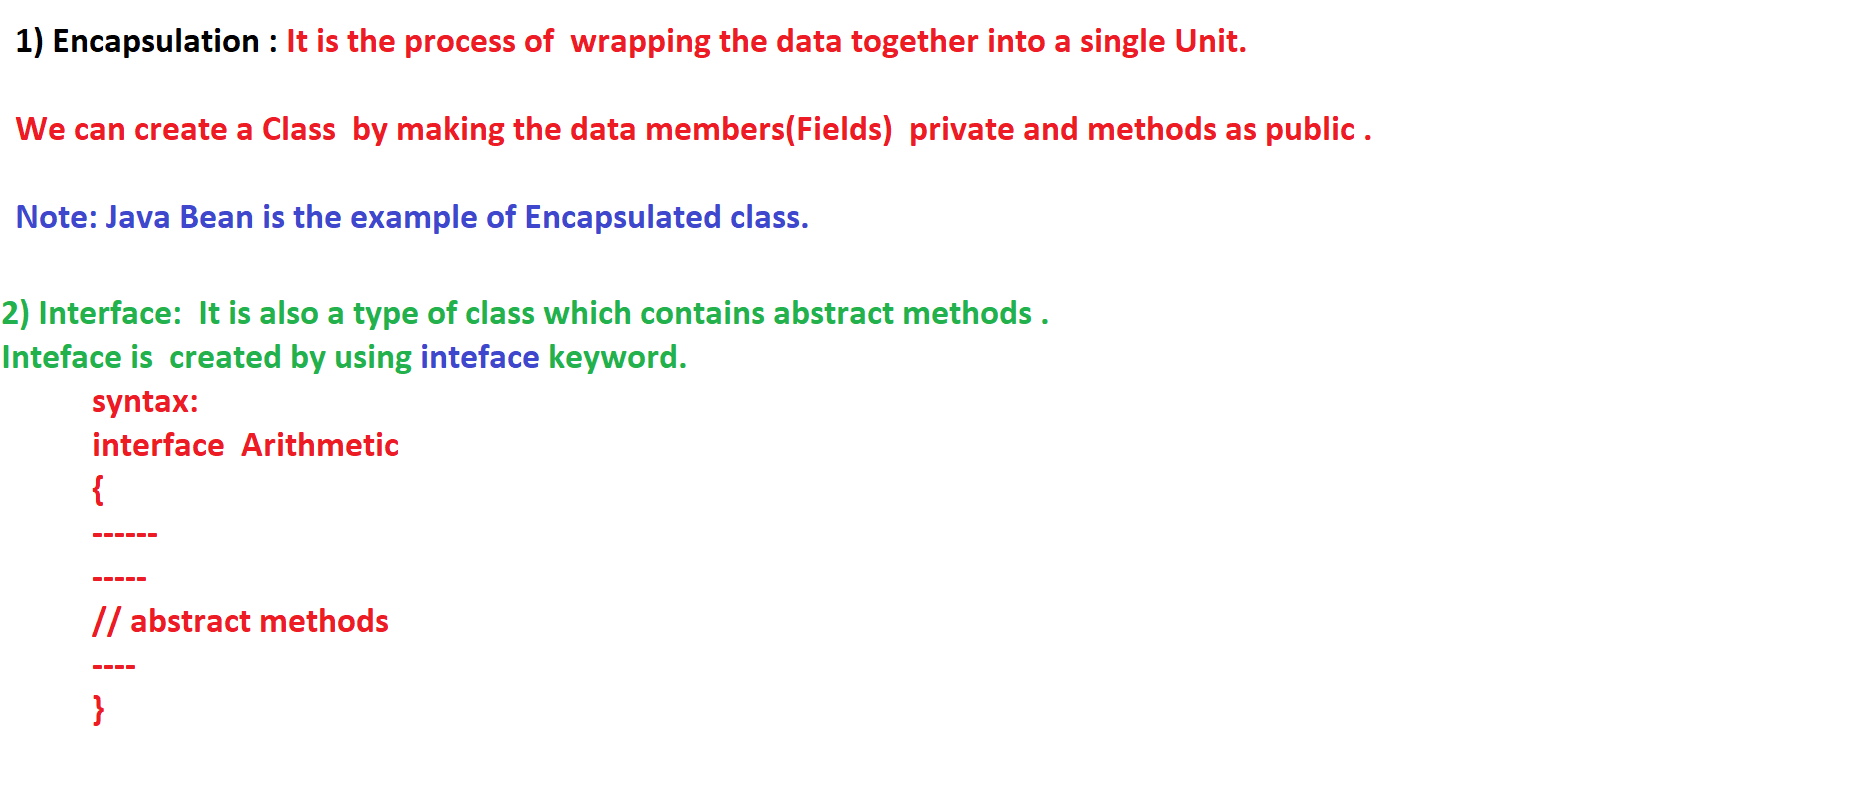 1) Encapsulation : It is the process of  wrapping the data together into a single Unit.
We can create a Class  by making the data members(Fields)  private and methods as public .
Note: Java Bean is the example of Encapsulated class.
2) Interface:  It is also a type of class which contains abstract methods .
Inteface is  created by using inteface keyword.
syntax:
interface  Arithmetic
{
------
-----
// abstract methods
----
}